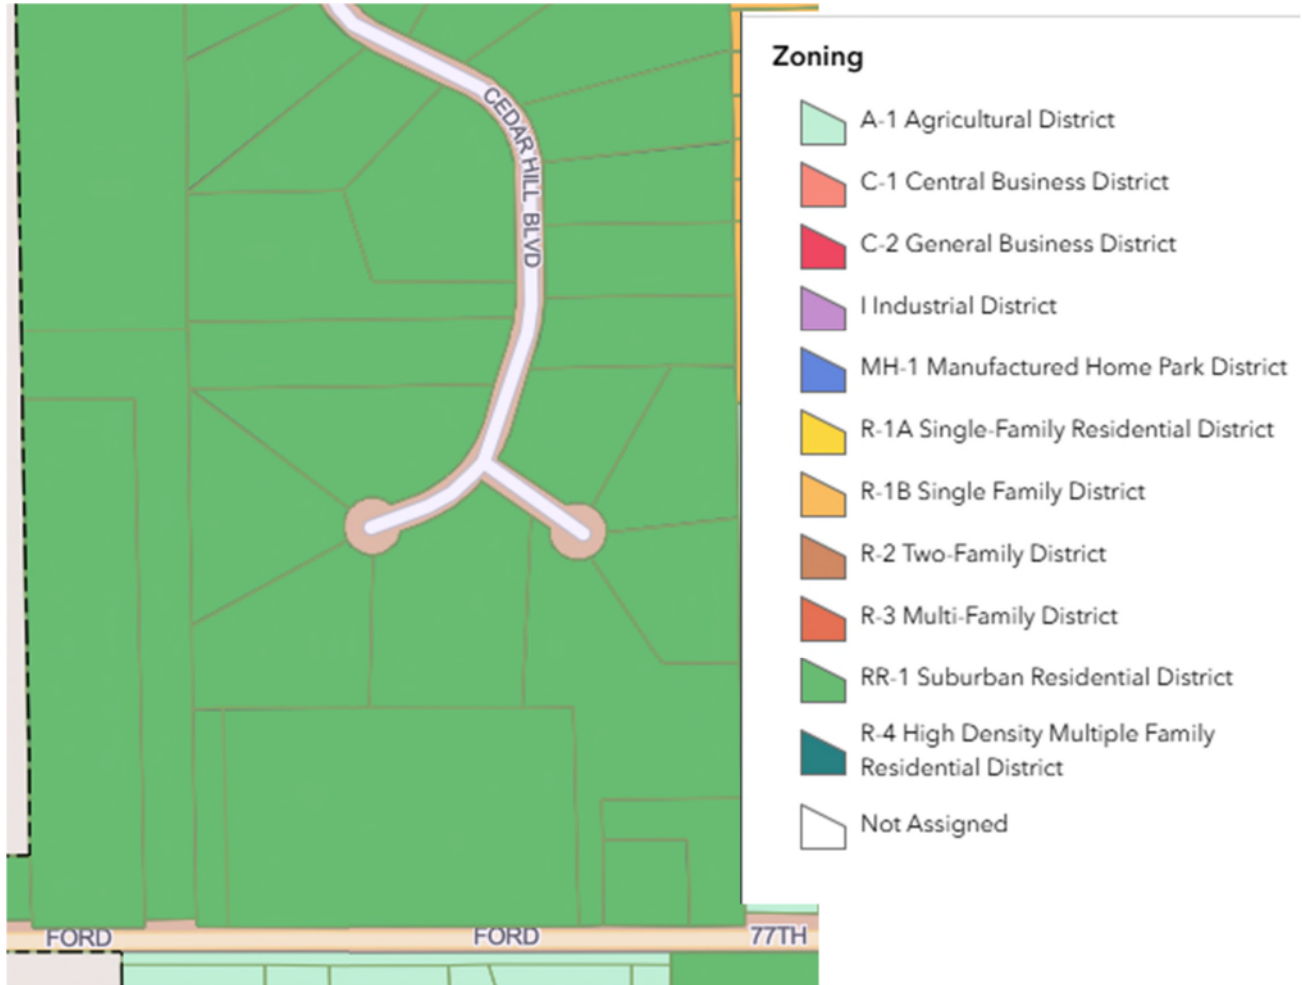 CEDAR HILL BLVD
FORD
FORD
77TH
Zoning
A-1 Agricultural District
C-1 Central Business District
C-2 General Business District
I Industrial District
MH-1 Manufactured Home Park District
R-1A Single-Family Residential District
R-1B Single Family District
R-2 Two-Family District
R-3 Multi-Family District
RR-1 Suburban Residential District
R-4 High Density Multiple Family
Residential District
Not Assigned